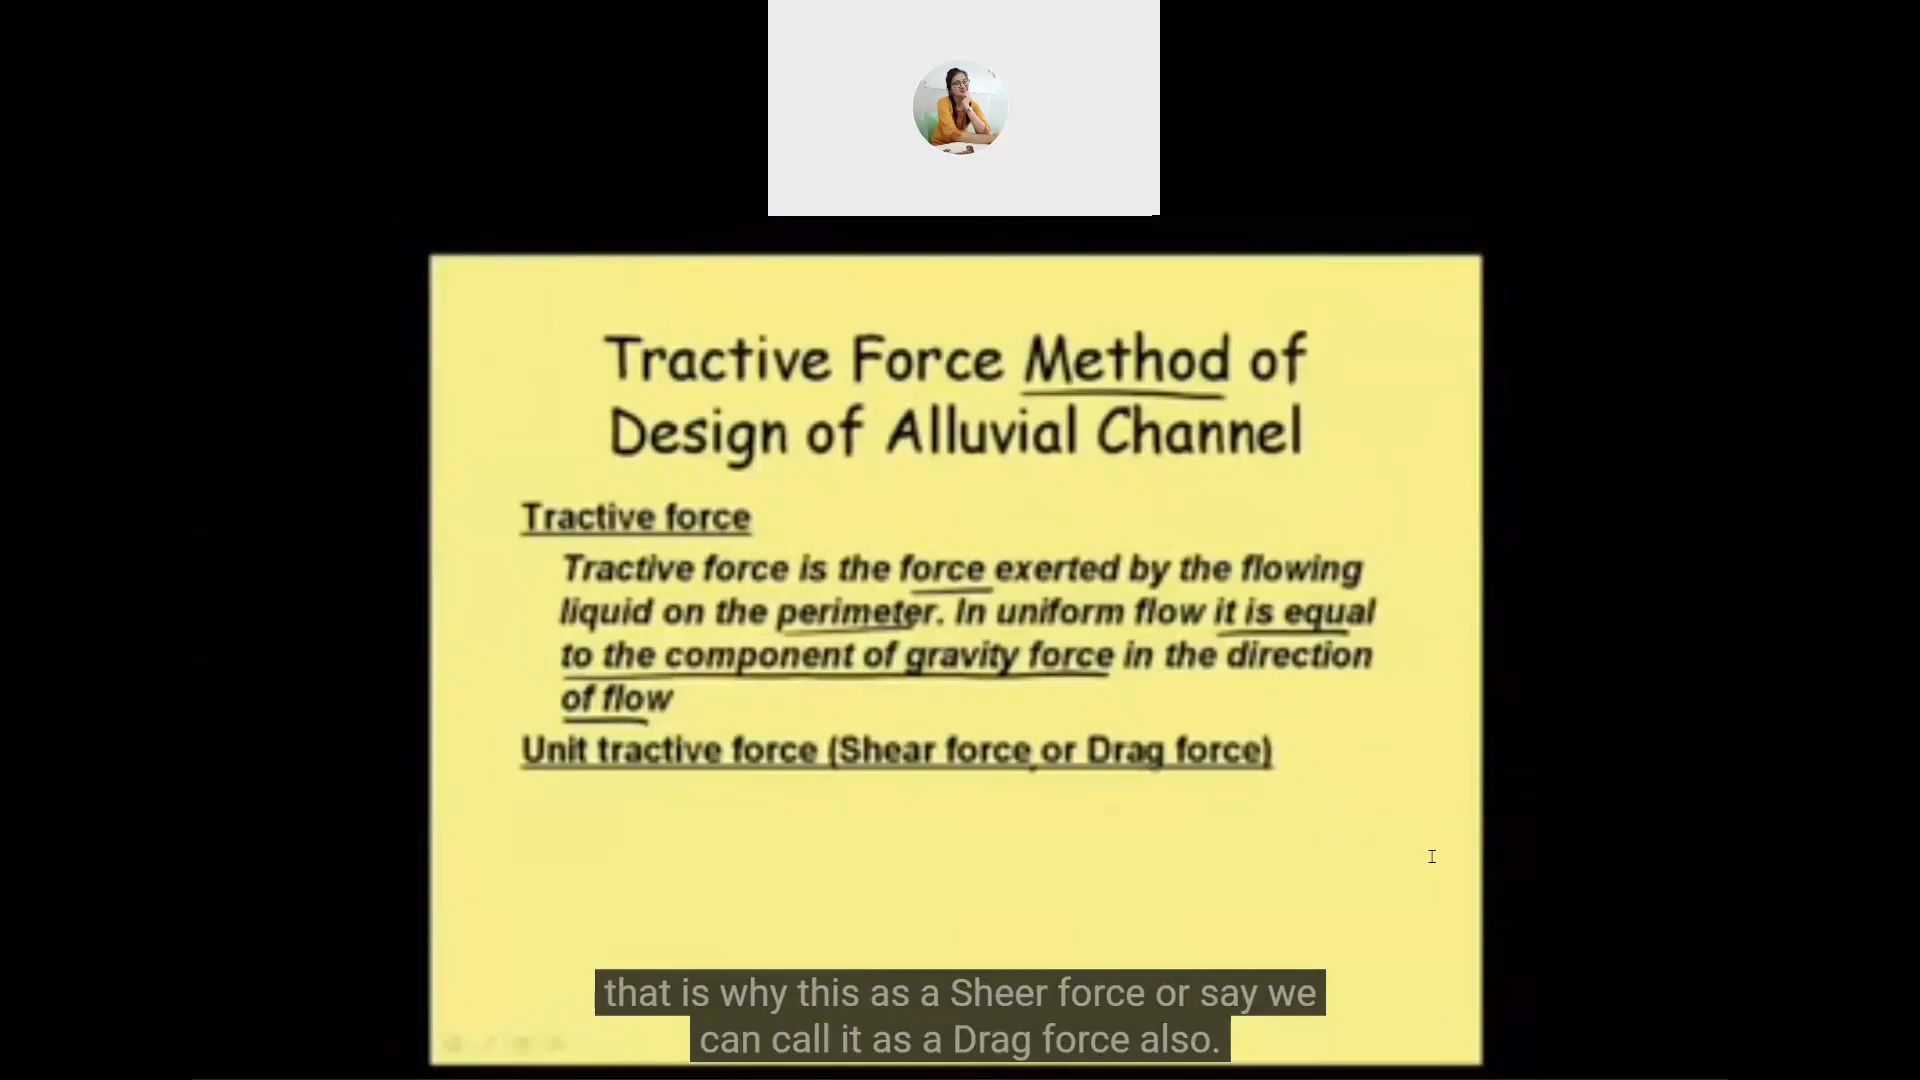 Tractive Force Method of
Design of Alluvial Channel
Tractive force
Tractive force is the force exerted by the flowing
liquid on the perimeter. In uniform flow it is equal
to the component of gravity force in the direction
of flow
Unit tractive force (Shear force or Drag force)
that is why this as a Sheer force or say we
can call it as a Drag force also.